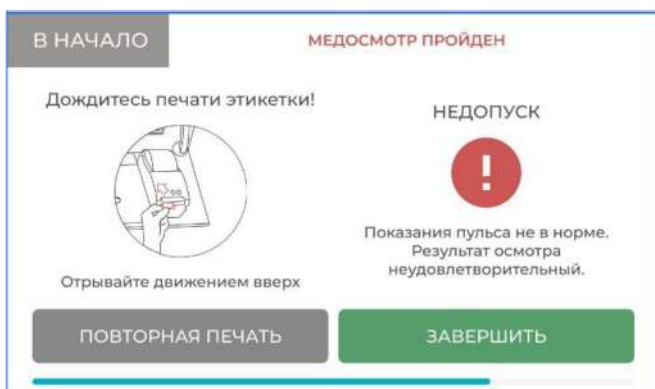 В НАЧАЛО
МЕДОСМОТР ПРОЙДЕН
Дождитесь печати этикетки!
Отрывайте движением вверх
НЕДОПУСК
!
Показания пульса не в норме.
Результат осмотра
неудовлетворительный.
ПОВТОРНАЯ ПЕЧАТЬ
ЗАВЕРШИТЬ